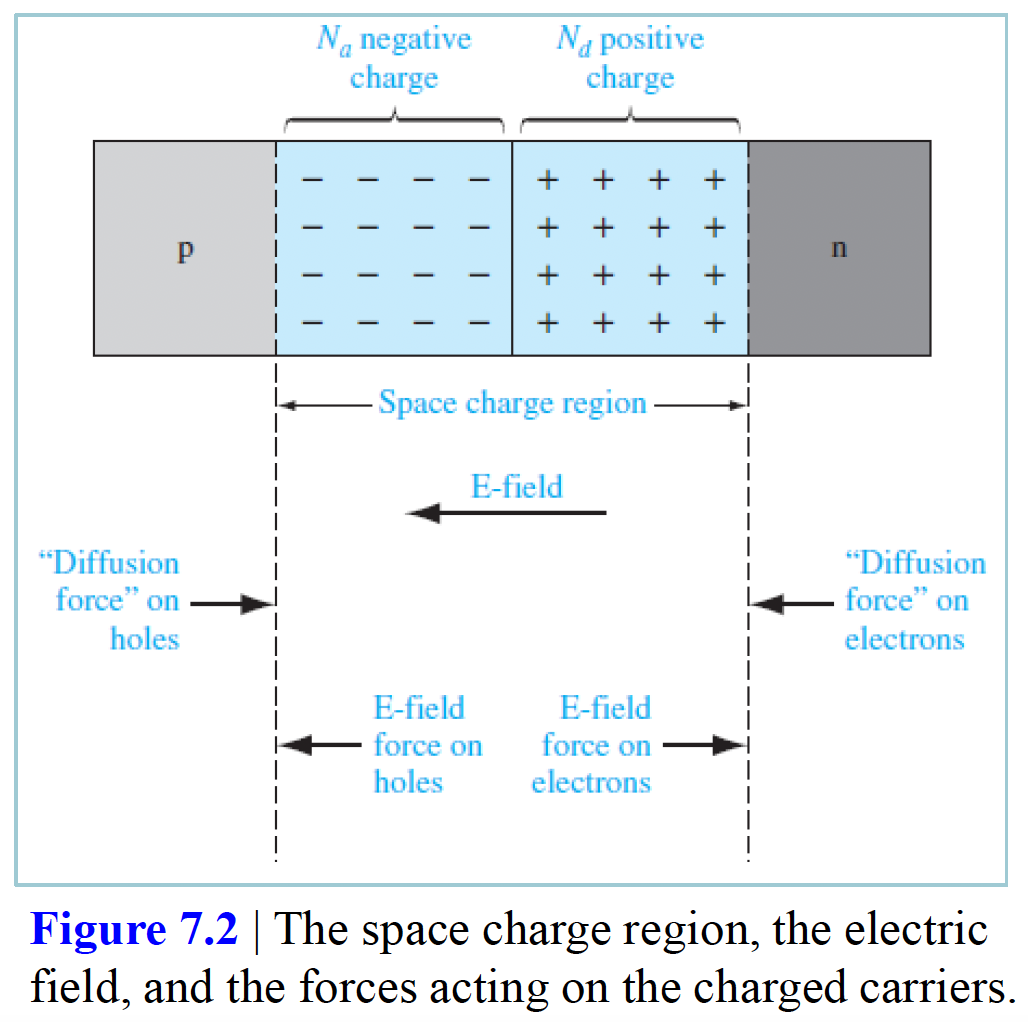 N_a negative
charge
N_d positive
charge
− − − − + + + +
− − − − + + + +
p
n
− − − − + + + +
− − − − + + + +
Space charge region
E-field
“Diffusion
force” on
holes
“Diffusion
force” on
electrons
E-field
force on
holes
E-field
force on
electrons
Figure 7.2 | The space charge region, the electric
field, and the forces acting on the charged carriers.